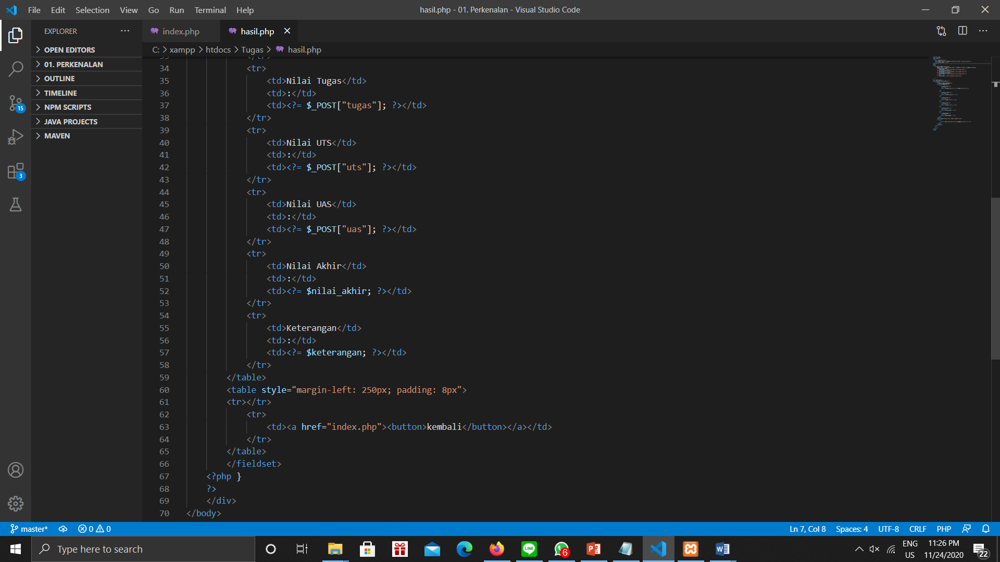 File Edit Selection View Go Run Terminal Help
hasil.php - 01. Perkenalan - Visual Studio Code
EXPLORER
index.php
hasil.php
OPEN EDITORS
01. PERKENALAN
OUTLINE
TIMELINE
NPM SCRIPTS
JAVA PROJECTS
MAVEN
15
3
C: > xampp > htdocs > Tugas > hasil.php
34 <tr>
35 <td>Nilai Tugas</td>
36 <td>:</td>
37 <td><?= $_POST["tugas"]; ?></td>
38 </tr>
39 <tr>
40 <td>Nilai UTS</td>
41 <td>:</td>
42 <td><?= $_POST["uts"]; ?></td>
43 </tr>
44 <tr>
45 <td>Nilai UAS</td>
46 <td>:</td>
47 <td><?= $_POST["uas"]; ?></td>
48 </tr>
49 <tr>
50 <td>Nilai Akhir</td>
51 <td>:</td>
52 <td><?= $nilai_akhir; ?></td>
53 </tr>
54 <tr>
55 <td>Keterangan</td>
56 <td>:</td>
57 <td><?= $keterangan; ?></td>
58 </tr>
59 </table>
60 <table style="margin-left: 250px; padding: 8px">
61 <tr></tr>
62 <tr>
63 <td><a href="index.php"><button>kembali</button></a></td>
64 </tr>
65 </table>
66 </fieldset>
67 <?php }
68 ?>
69 </div>
70 </body>
master* 0 0
Ln 7, Col 8 Spaces: 4 UTF-8 CRLF PHP
Type here to search
LINE
6
ENG
US
11:26 PM
11/24/2020
22